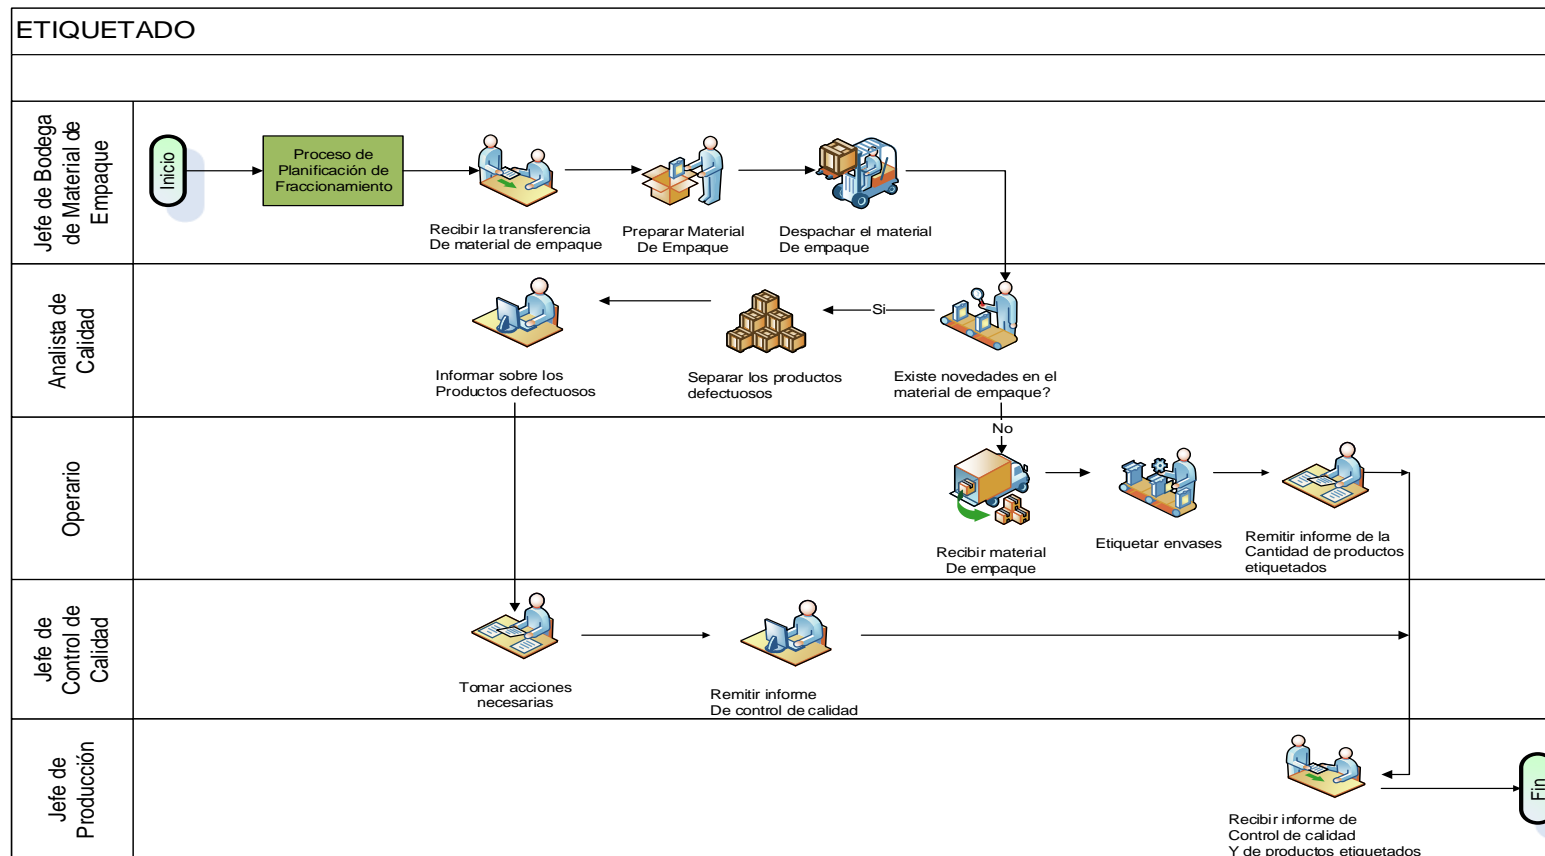 ETIQUETADO
Jefe de Bodega
de Material de
Empaque
Inicio
Proceso de
Planificación de
Fraccionamiento
Recibir la transferencia
De material de empaque
Preparar Material
De Empaque
Despachar el material
De empaque
Analista de
Calidad
Informar sobre los
Productos defectuosos
Separar los productos
defectuosos
Si
Existe novedades en el
material de empaque?
No
Operario
Recibir material
De empaque
Etiquetar envases
Remitir informe de la
Cantidad de productos
etiquetados
Jefe de
Control de
Calidad
Tomar acciones
necesarias
Remitir informe
De control de calidad
Jefe de
Producción
Recibir informe de
Control de calidad
Y de productos etiquetados
Fin